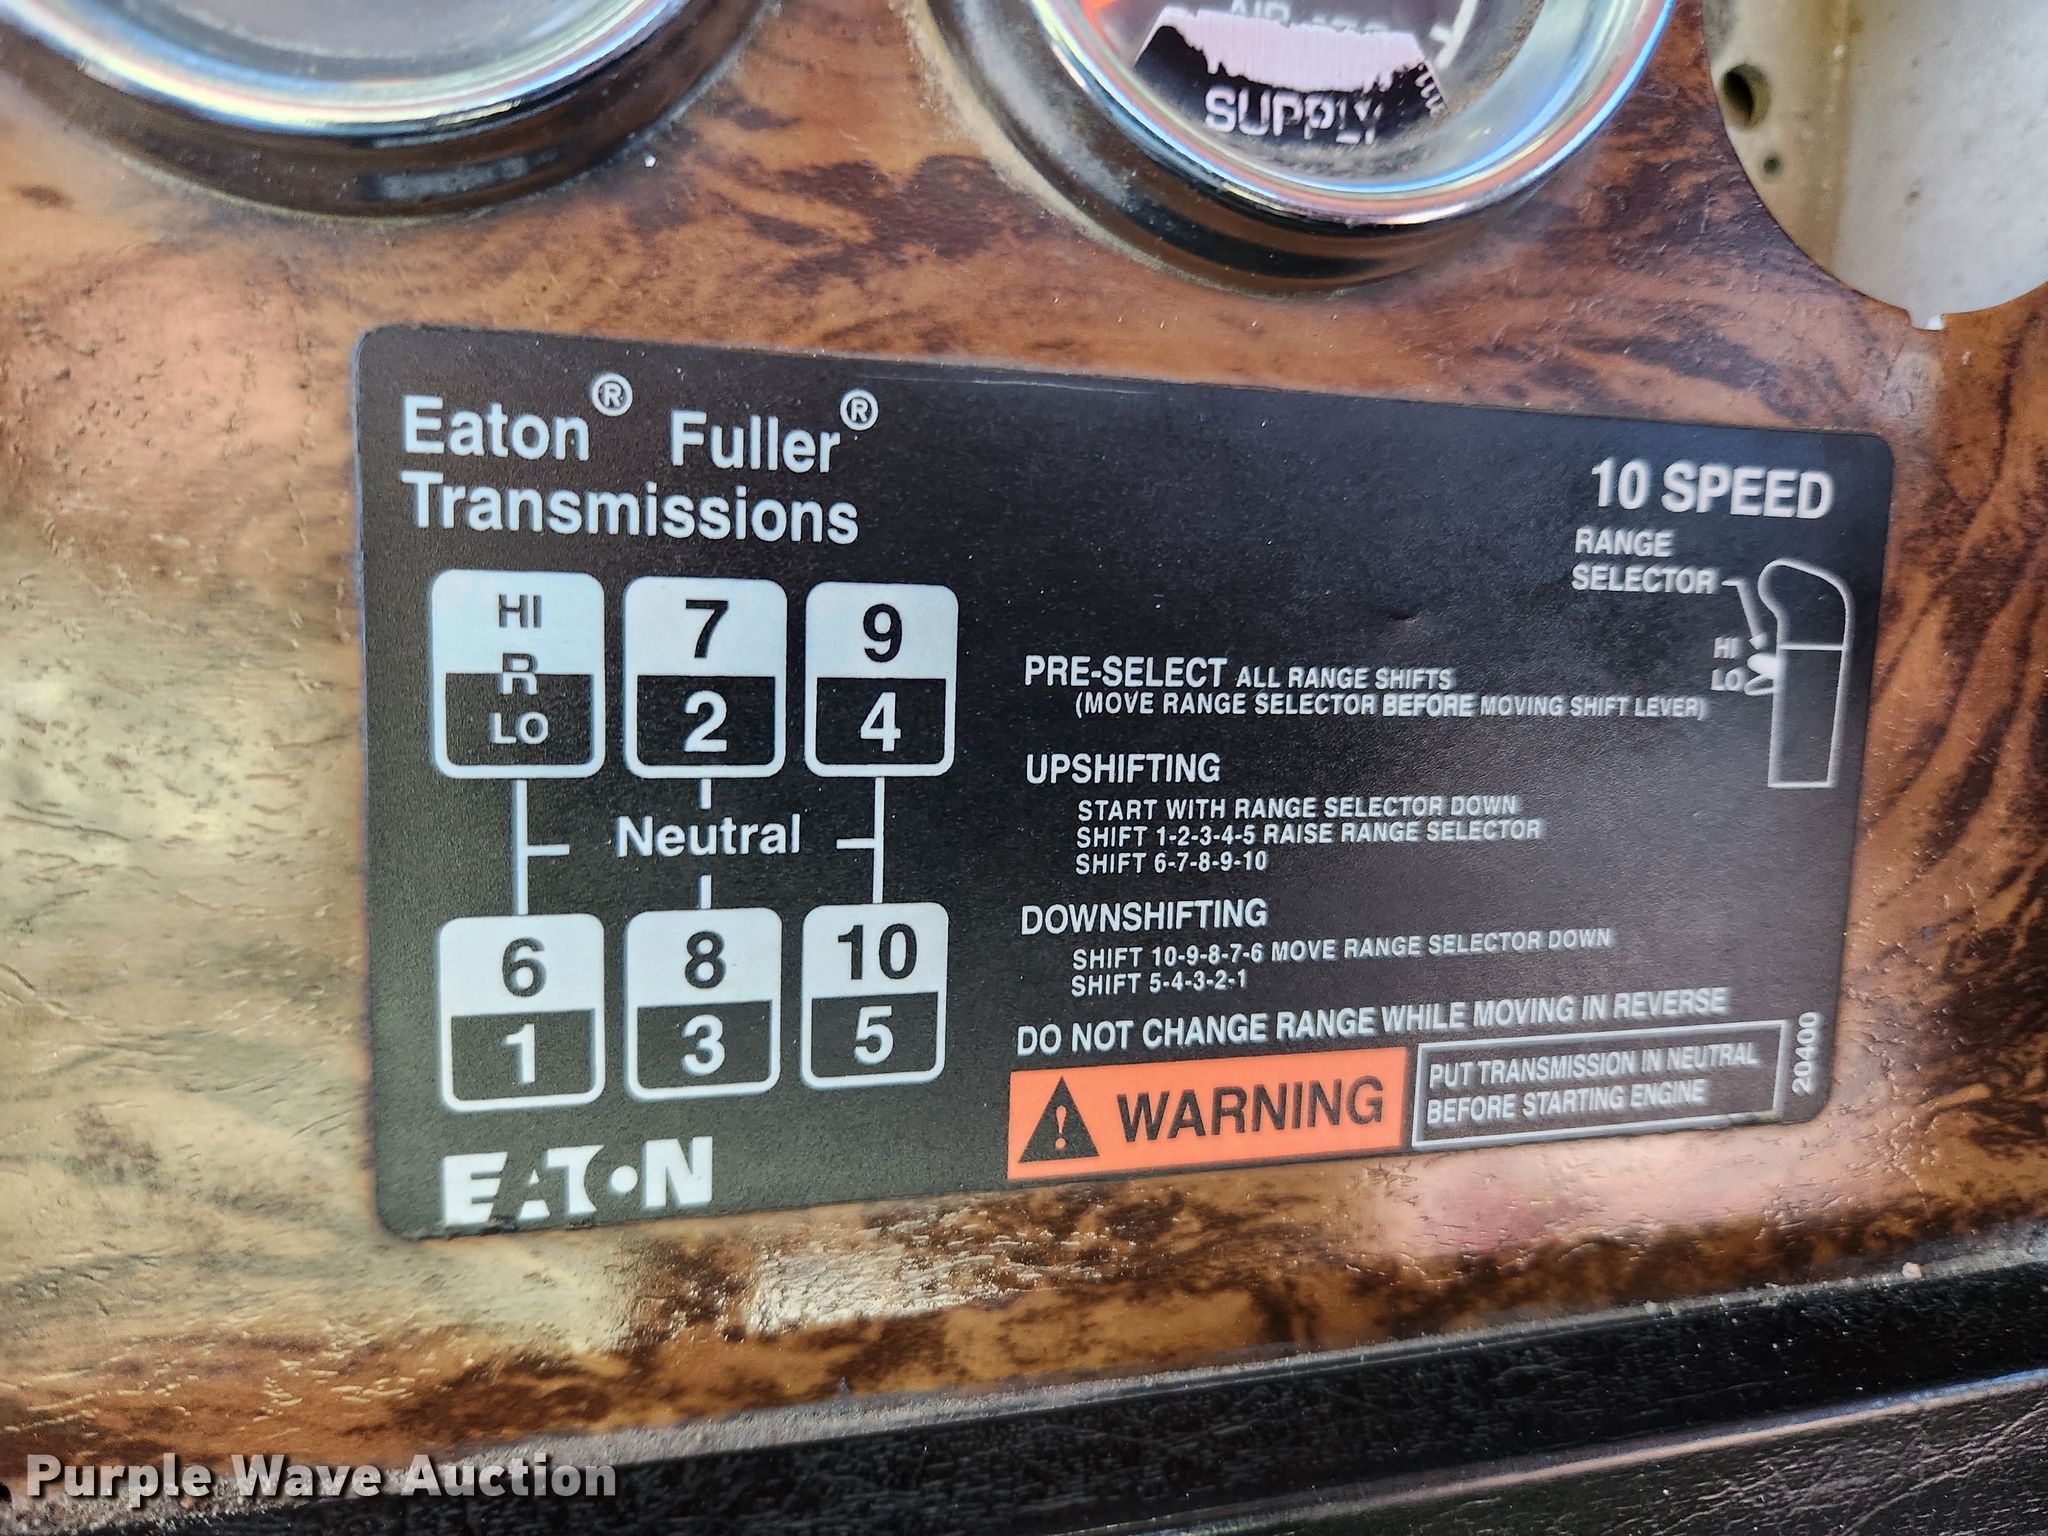 SUPPLY
Eaton® Fuller®
Transmissions
10 SPEED
RANGE
SELECTOR
HI
LO
HI
R
LO
7
2
9
4
Neutral
6
1
8
3
10
5
PRE-SELECT ALL RANGE SHIFTS
(MOVE RANGE SELECTOR BEFORE MOVING SHIFT LEVER)
UPSHIFTING
START WITH RANGE SELECTOR DOWN
SHIFT 1-2-3-4-5 RAISE RANGE SELECTOR
SHIFT 6-7-8-9-10
DOWNSHIFTING
SHIFT 10-9-8-7-6 MOVE RANGE SELECTOR DOWN
SHIFT 5-4-3-2-1
DO NOT CHANGE RANGE WHILE MOVING IN REVERSE
WARNING
PUT TRANSMISSION IN NEUTRAL
BEFORE STARTING ENGINE
20400
EATON
Purple Wave Auction